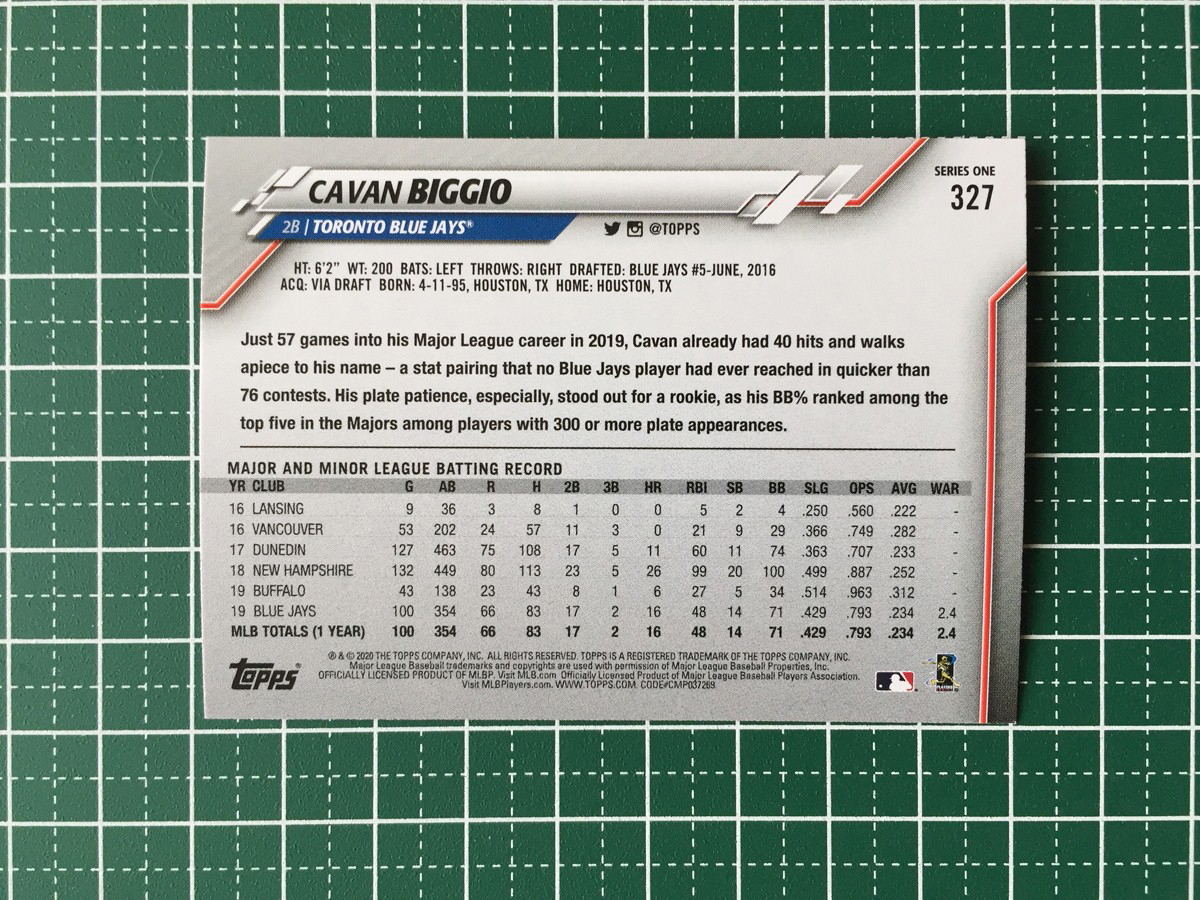 SERIES ONE
327
CAVAN BIGGIO
2B | TORONTO BLUE JAYS®
@TOPPS
HT: 6'2" WT: 200 BATS: LEFT THROWS: RIGHT DRAFTED: BLUE JAYS #5-JUNE, 2016
ACQ: VIA DRAFT BORN: 4-11-95, HOUSTON, TX HOME: HOUSTON, TX
Just 57 games into his Major League career in 2019, Cavan already had 40 hits and walks
apiece to his name – a stat pairing that no Blue Jays player had ever reached in quicker than
76 contests. His plate patience, especially, stood out for a rookie, as his BB% ranked among the
top five in the Majors among players with 300 or more plate appearances.
MAJOR AND MINOR LEAGUE BATTING RECORD
YR CLUB G AB R H 2B 3B HR RBI SB BB SLG OPS AVG WAR
16 LANSING 9 36 3 8 1 0 0 5 2 4 .250 .560 .222 -
16 VANCOUVER 53 202 24 57 11 3 0 21 9 29 .366 .749 .282 -
17 DUNEDIN 127 463 75 108 17 5 11 60 11 74 .363 .707 .233 -
18 NEW HAMPSHIRE 132 449 80 113 23 5 26 99 20 100 .499 .887 .252 -
19 BUFFALO 43 138 23 43 8 1 6 27 5 34 .514 .963 .312 -
19 BLUE JAYS 100 354 66 83 17 2 16 48 14 71 .429 .793 .234 2.4
MLB TOTALS (1 YEAR) 100 354 66 83 17 2 16 48 14 71 .429 .793 .234 2.4
® & © 2020 THE TOPPS COMPANY, INC. ALL RIGHTS RESERVED. TOPPS IS A REGISTERED TRADEMARK OF THE TOPPS COMPANY, INC.
Major League Baseball trademarks and copyrights are used with permission of Major League Baseball Properties, Inc.
OFFICIALLY LICENSED PRODUCT OF MLBP. Visit MLB.com Officially Licensed Product of Major League Baseball Players Association.
Visit MLBPlayers.com. WWW.TOPPS.COM. CODE#CMP037269
Topps®